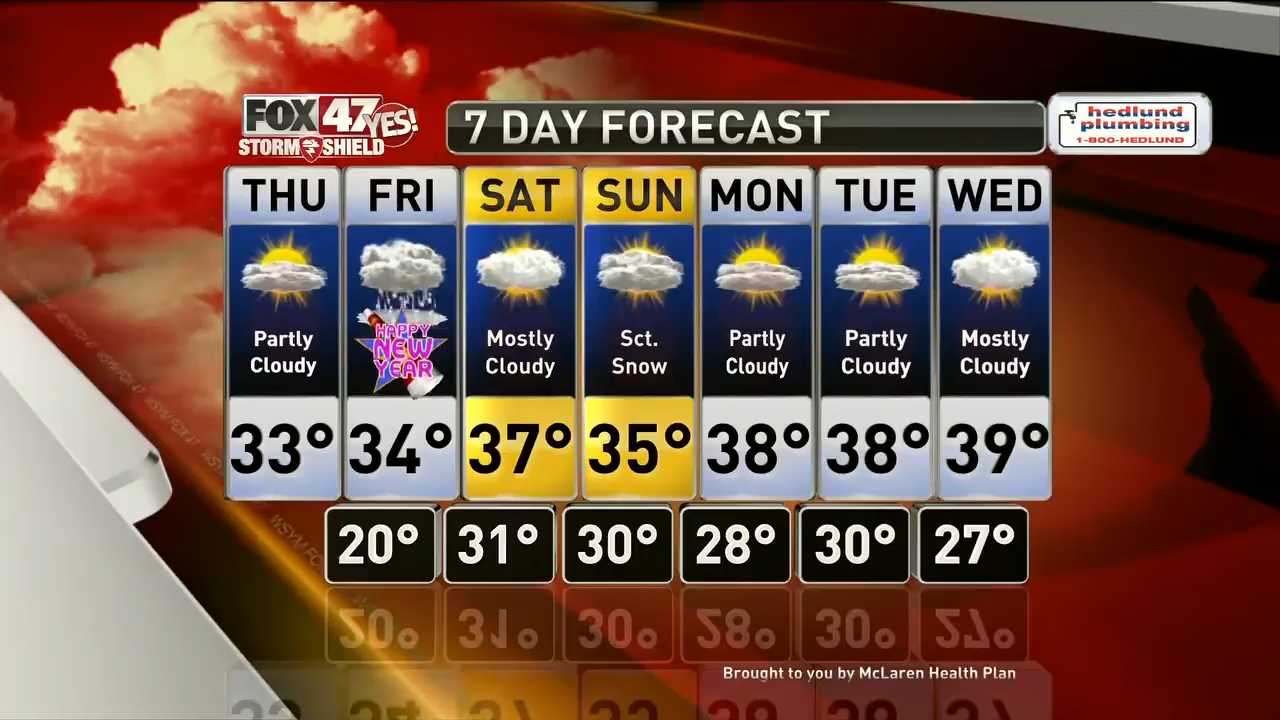 FOX 47 YES!
STORM SHIELD
7 DAY FORECAST
hedlund
plumbing
1-800-HEDLUND
THU FRI SAT SUN MON TUE WED
HAPPY
NEW
YEAR
Partly Mostly Sct. Partly Partly Mostly
Cloudy Cloudy Snow Cloudy Cloudy Cloudy
33° 34° 37° 35° 38° 38° 39°
20° 31° 30° 28° 30° 27°
Brought to you by McLaren Health Plan